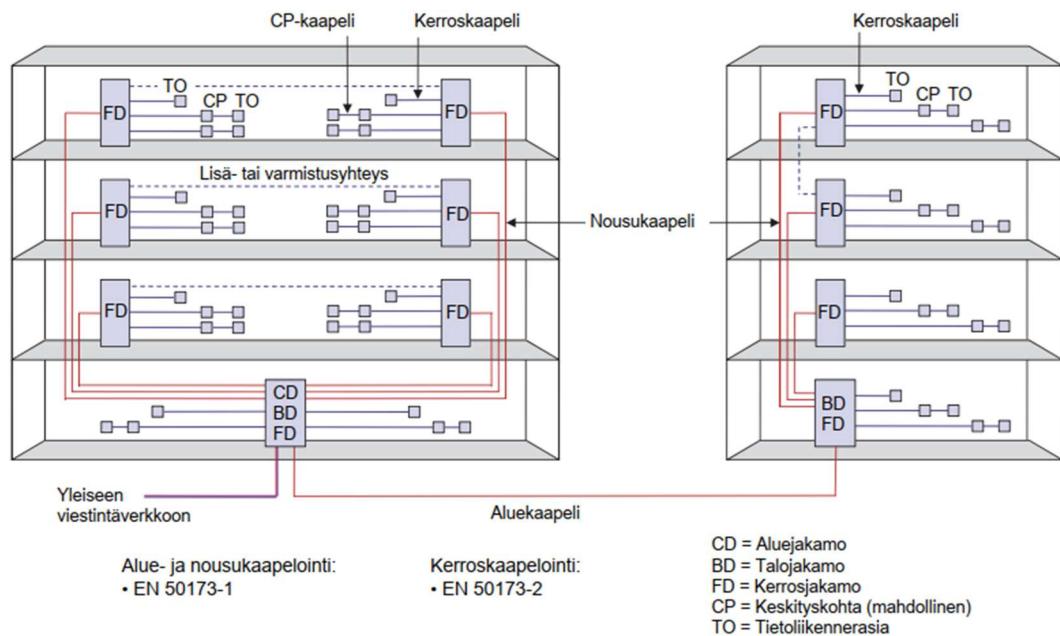 CP-kaapeli
Kerroskaapeli
Kerroskaapeli
TO
CP TO
FD
FD
TO
CP TO
FD
Lisä- tai varmistusyhteys
FD
FD
Nousukaapeli
FD
FD
FD
FD
CD
BD
FD
BD
FD
Yleiseen
viestintäverkkoon
Aluekaapeli
Alue- ja nousukaapelointi:
• EN 50173-1
Kerroskaapelointi:
• EN 50173-2
CD = Aluejakamo
BD = Talojakamo
FD = Kerrosjakamo
CP = Keskityskohta (mahdollinen)
TO = Tietoliikennerasia